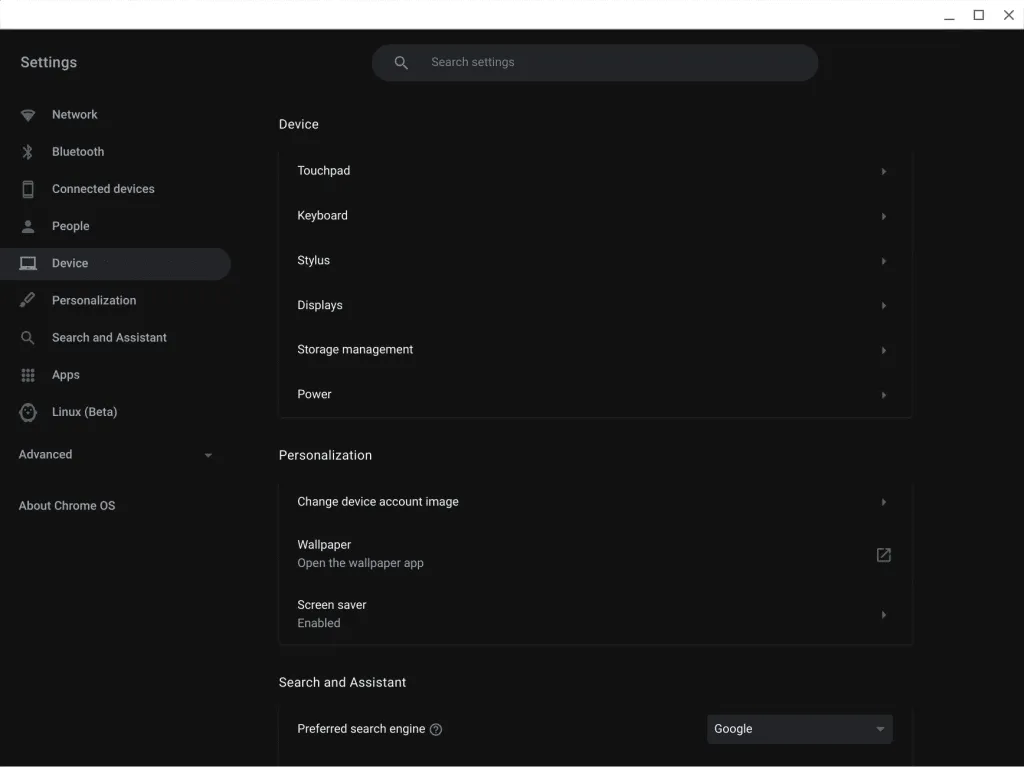 Settings
Search settings
Network
Bluetooth
Connected devices
People
Device
Personalization
Search and Assistant
Apps
Linux (Beta)
Advanced
About Chrome OS
Device
Touchpad
Keyboard
Stylus
Displays
Storage management
Power
Personalization
Change device account image
Wallpaper
Open the wallpaper app
Screen saver
Enabled
Search and Assistant
Preferred search engine
Google